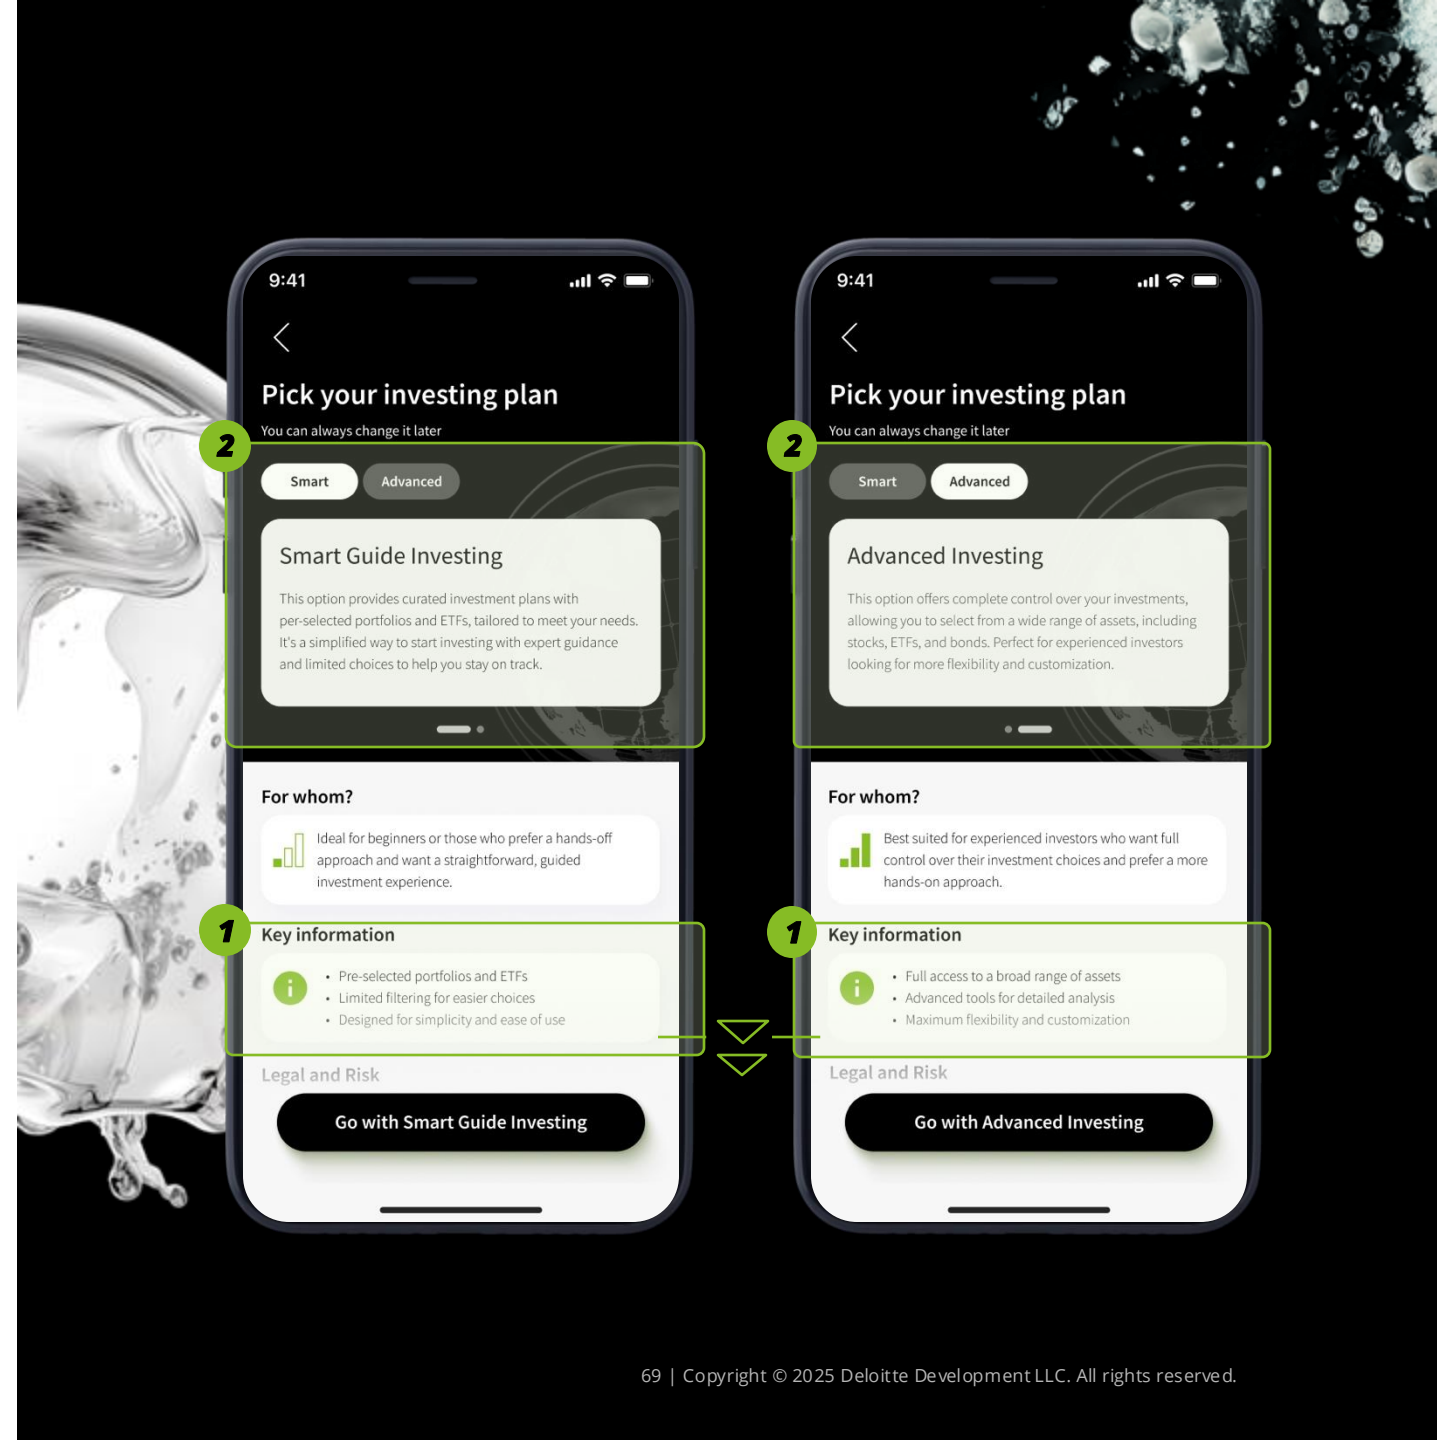 9:41
Pick your investing plan
You can always change it later
2
Smart
Advanced
Smart Guide Investing
This option provides curated investment plans with
per-selected portfolios and ETFs, tailored to meet your needs.
It's a simplified way to start investing with expert guidance
and limited choices to help you stay on track.
For whom?
Ideal for beginners or those who prefer a hands-off
approach and want a straightforward, guided
investment experience.
1
Key information
i
• Pre-selected portfolios and ETFs
• Limited filtering for easier choices
• Designed for simplicity and ease of use
Legal and Risk
Go with Smart Guide Investing
9:41
Pick your investing plan
You can always change it later
2
Smart
Advanced
Advanced Investing
This option offers complete control over your investments,
allowing you to select from a wide range of assets, including
stocks, ETFs, and bonds. Perfect for experienced investors
looking for more flexibility and customization.
For whom?
Best suited for experienced investors who want full
control over their investment choices and prefer a more
hands-on approach.
1
Key information
i
• Full access to a broad range of assets
• Advanced tools for detailed analysis
• Maximum flexibility and customization
Legal and Risk
Go with Advanced Investing
69 | Copyright © 2025 Deloitte Development LLC. All rights reserved.